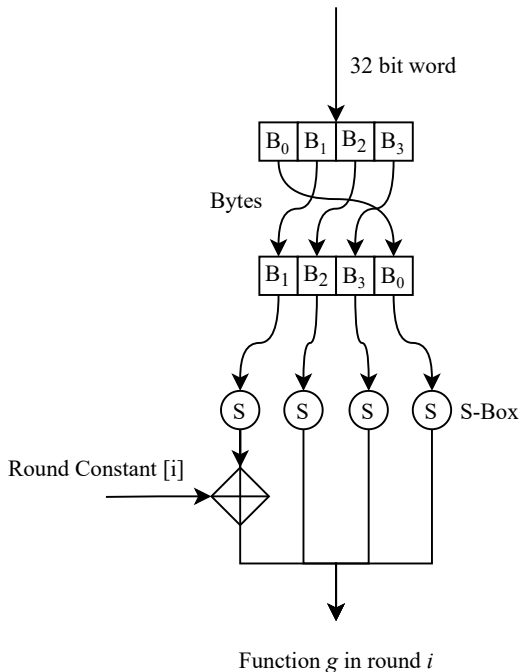 32 bit word
B₀ B₁ B₂ B₃
Bytes
B₁ B₂ B₃ B₀
S S S S S-Box
Round Constant [i]
Function g in round i